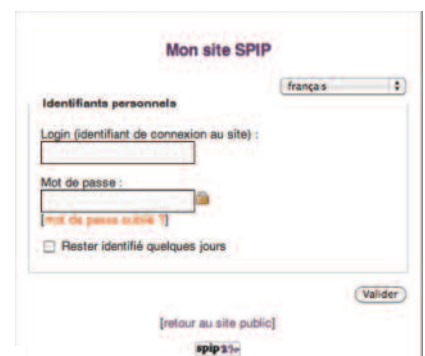 Mon site SPIP
français
Identifiants personnels
Login (identifiant de connexion au site) :
Mot de passe :
[mot de passe oublié ?]
Rester identifié quelques jours
Valider
[retour au site public]
spip